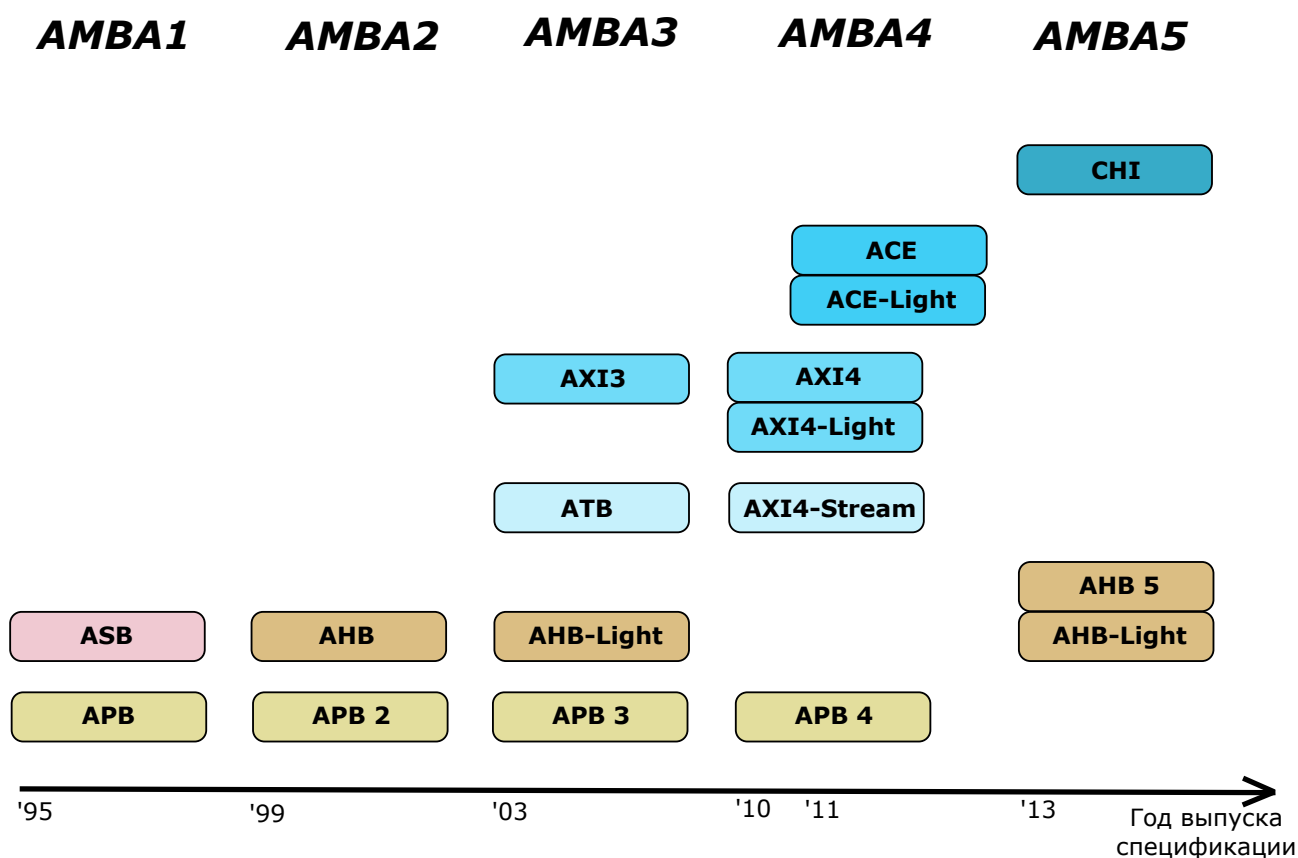 AMBA1 AMBA2 AMBA3 AMBA4 AMBA5
CHI
ACE
ACE-Light
AXI3 AXI4
AXI4-Light
ATB AXI4-Stream
AHB 5
ASB AHB AHB-Light AHB-Light
APB APB 2 APB 3 APB 4
'95 '99 '03 '10 '11 '13
Год выпуска
спецификации